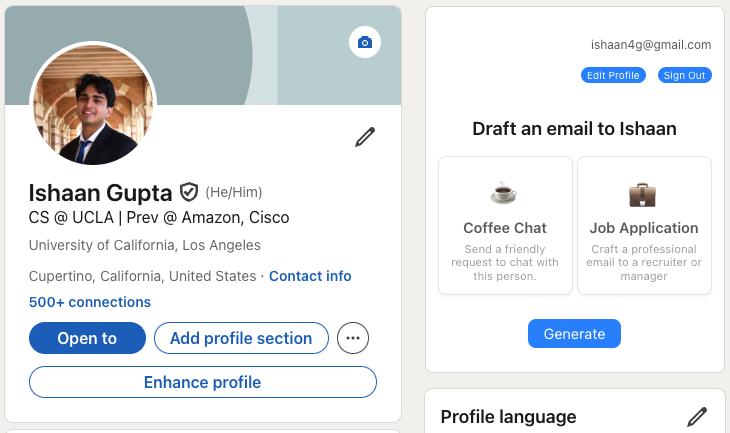 Ishaan Gupta (He/Him)
CS @ UCLA | Prev @ Amazon, Cisco
University of California, Los Angeles
Cupertino, California, United States · Contact info
500+ connections
Open to
Add profile section
Enhance profile
ishaan4g@gmail.com
Edit Profile
Sign Out
Draft an email to Ishaan
Coffee Chat
Send a friendly
request to chat with
this person.
Job Application
Craft a professional
email to a recruiter or
manager
Generate
Profile language